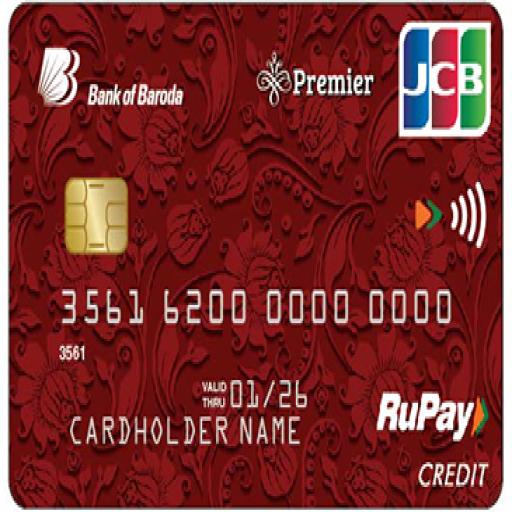 Bank of Baroda
Premier
JCB
3561 6200 0000 0000
3561
VALID THRU 01/26
CARDHOLDER NAME
RuPay
CREDIT